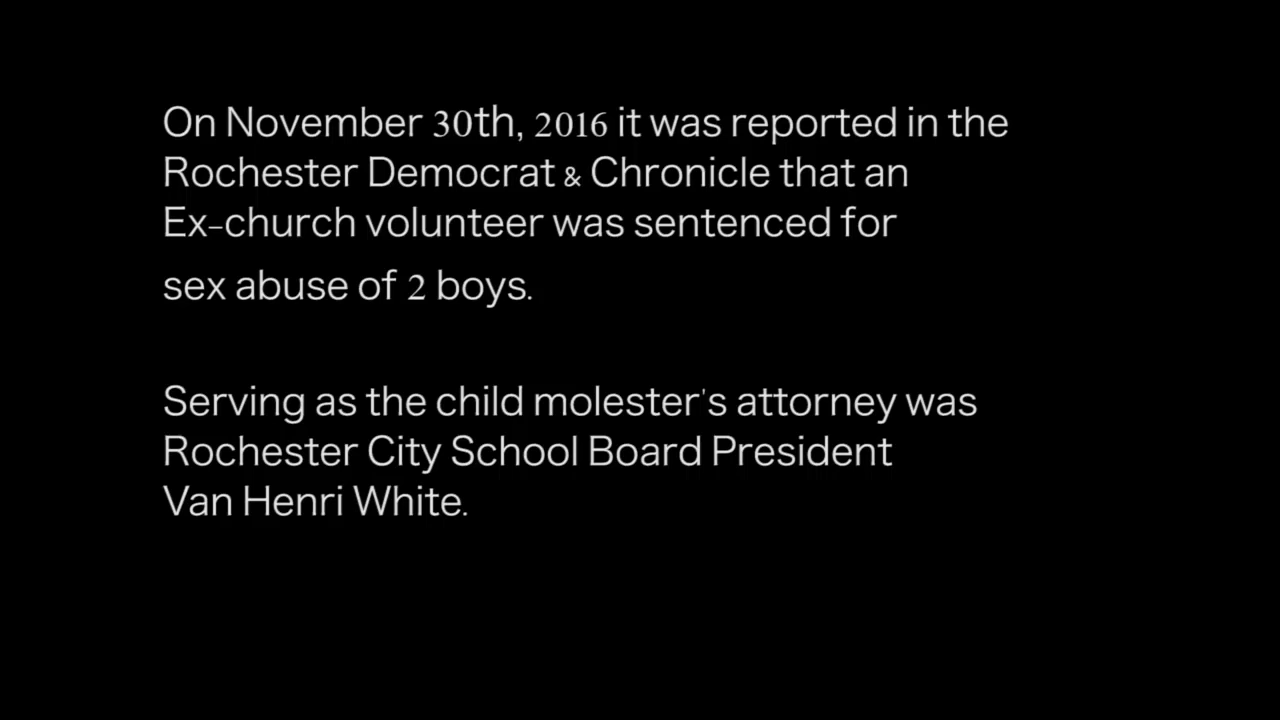 On November 30th, 2016 it was reported in the
Rochester Democrat & Chronicle that an
Ex-church volunteer was sentenced for
sex abuse of 2 boys.
Serving as the child molester's attorney was
Rochester City School Board President
Van Henri White.